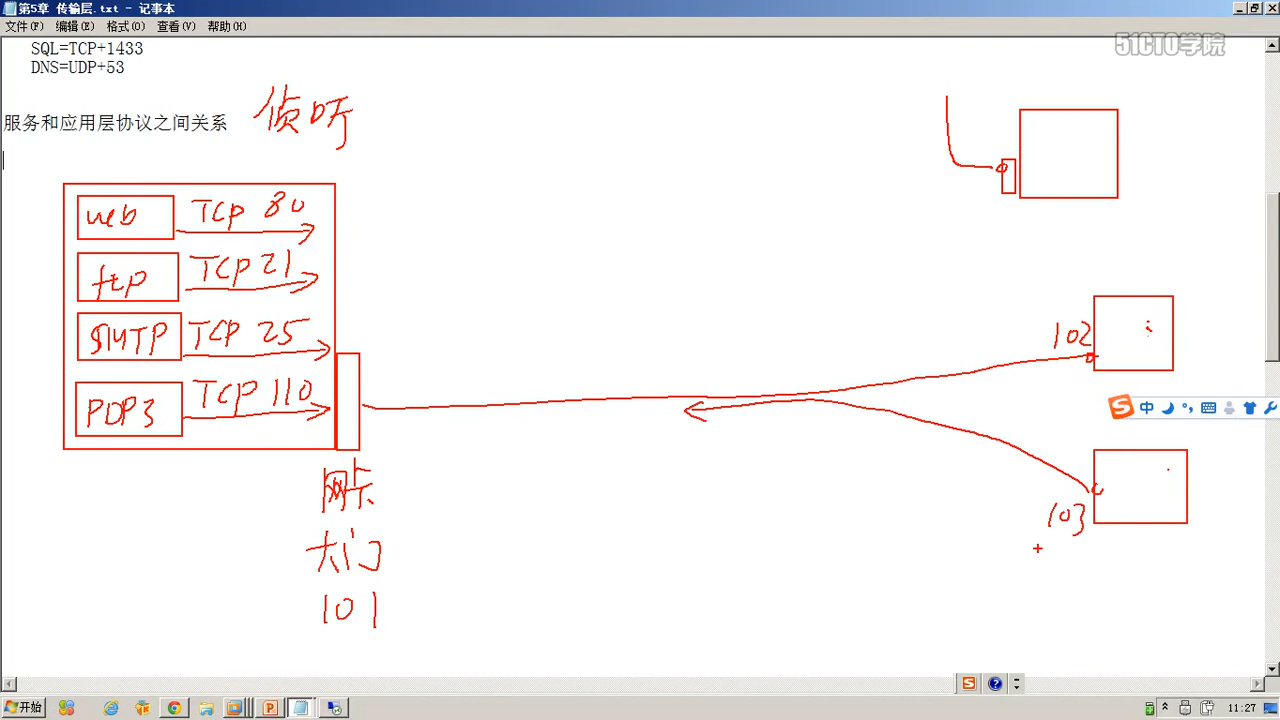 第5章 传输层.txt - 记事本
文件(F) 编辑(E) 格式(O) 查看(V) 帮助(H)
51CTO学院
SQL=TCP+1433
DNS=UDP+53
服务和应用层协议之间关系 侦听
web TCP 80
ftp TCP 21
SMTP TCP 25
POP3 TCP 110
102
中
网卡
103
大门
101
开始
11:27